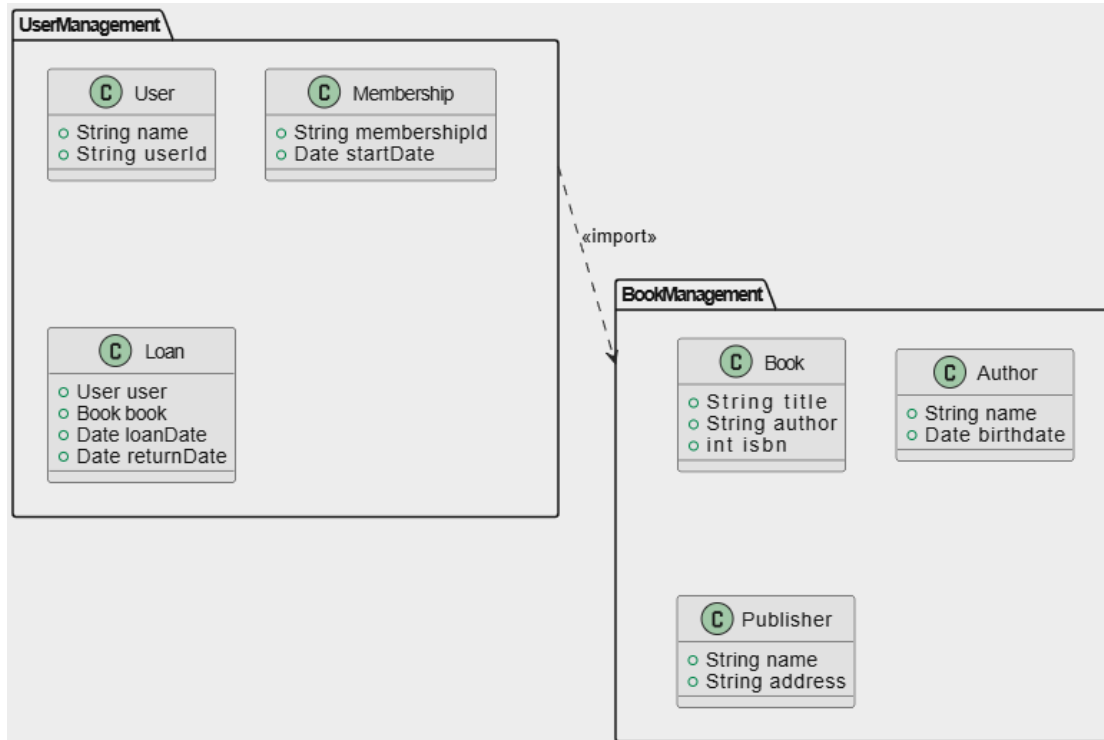 UserManagement
C User
String name
String userId
C Membership
String membershipId
Date startDate
«import»
C Loan
User user
Book book
Date loanDate
Date returnDate
BookManagement
C Book
String title
String author
int isbn
C Author
String name
Date birthdate
C Publisher
String name
String address